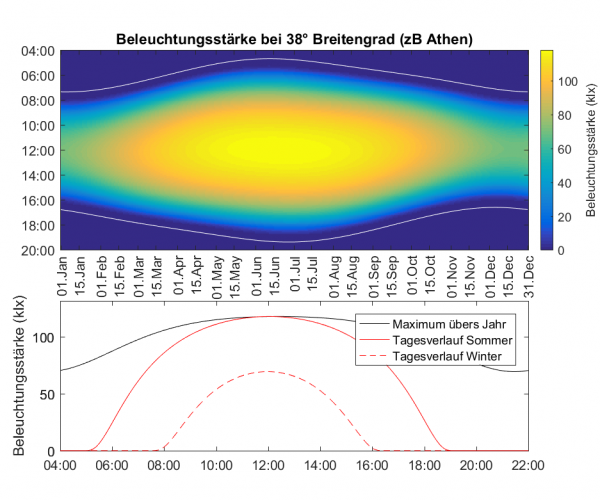 Beleuchtungsstärke bei 38° Breitengrad (zB Athen)
04:00
06:00
08:00
10:00
12:00
14:00
16:00
18:00
20:00
100
80
60
40
20
0
Beleuchtungsstärke (klx)
01.Jan
15.Jan
01.Feb
15.Feb
01.Mar
15.Mar
01.Apr
15.Apr
01.May
15.May
01.Jun
15.Jun
01.Jul
15.Jul
01.Aug
15.Aug
01.Sep
15.Sep
01.Oct
15.Oct
01.Nov
15.Nov
01.Dec
15.Dec
31.Dec
Beleuchtungsstärke (klx)
100
50
0
Maximum übers Jahr
Tagesverlauf Sommer
Tagesverlauf Winter
04:00
06:00
08:00
10:00
12:00
14:00
16:00
18:00
20:00
22:00